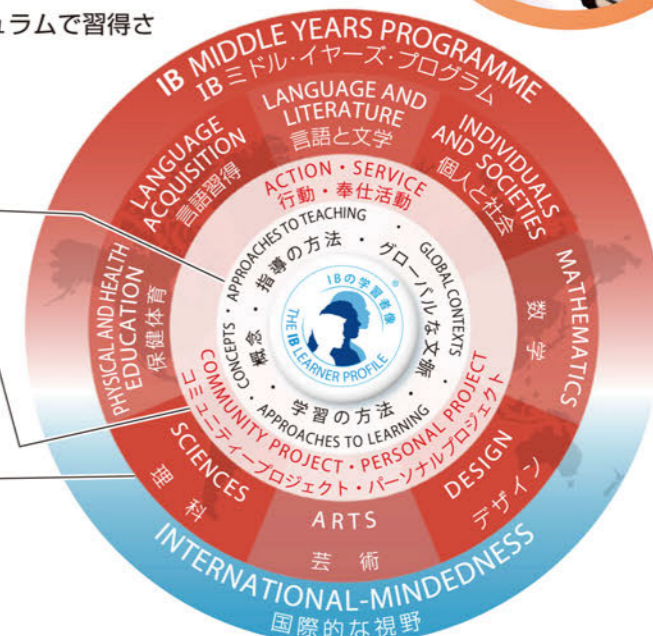 ュラムで習得さ
IB MIDDLE YEARS PROGRAMME
IB ミドル・イヤーズ・プログラム
LANGUAGE AND
LITERATURE
言語と文学
INDIVIDUALS
AND SOCIETIES
個人と社会
MATHEMATICS
数学
DESIGN
デザイン
ARTS
芸術
SCIENCES
理科
PHYSICAL AND HEALTH
EDUCATION
保健体育
LANGUAGE
ACQUISITION
言語習得
ACTION・SERVICE
行動・奉仕活動
COMMUNITY PROJECT・PERSONAL PROJECT
コミュニティープロジェクト・パーソナルプロジェクト
APPROACHES TO TEACHING・
GLOBAL CONTEXTS・
APPROACHES TO LEARNING
CONCEPTS・
指導の方法・
グローバルな文脈・
学習の方法・
概念・
IBの学習者像
®
THE IB LEARNER PROFILE
INTERNATIONAL-MINDEDNESS
国際的な視野